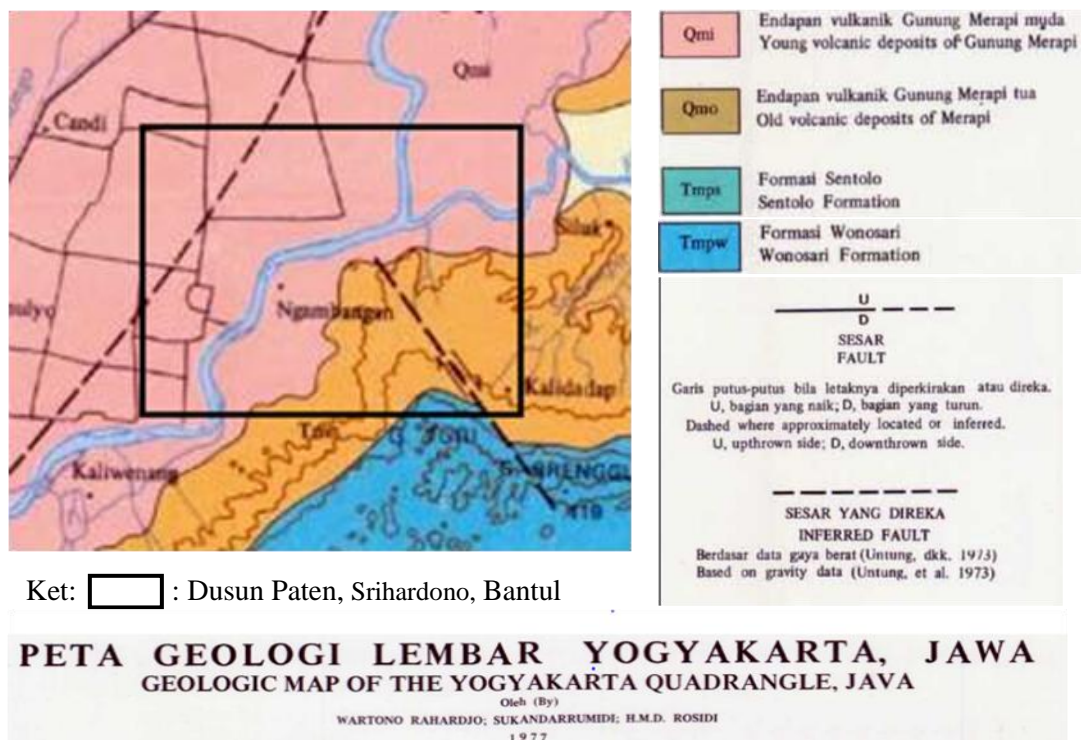 Qmi
Candi
Siluk
Ngambangan
Kalidadap
Kaliwenang
419
Qmi
Endapan vulkanik Gunung Merapi muda
Young volcanic deposits of Gunung Merapi
Qmo
Endapan vulkanik Gunung Merapi tua
Old volcanic deposits of Merapi
Tmps
Formasi Sentolo
Sentolo Formation
Tmpw
Formasi Wonosari
Wonosari Formation
U
D
SESAR
FAULT
Garis putus-putus bila letaknya diperkirakan atau direka.
U, bagian yang naik; D, bagian yang turun.
Dashed where approximately located or inferred.
U, upthrown side; D, downthrown side.
SESAR YANG DIREKA
INFERRED FAULT
Berdasar data gaya berat (Untung, dkk. 1973)
Based on gravity data (Untung, et al. 1973)
Ket: : Dusun Paten, Srihardono, Bantul
PETA GEOLOGI LEMBAR YOGYAKARTA, JAWA
GEOLOGIC MAP OF THE YOGYAKARTA QUADRANGLE, JAVA
Oleh (By)
WARTONO RAHARDJO; SUKANDARRUMIDI; H.M.D. ROSIDI
1977